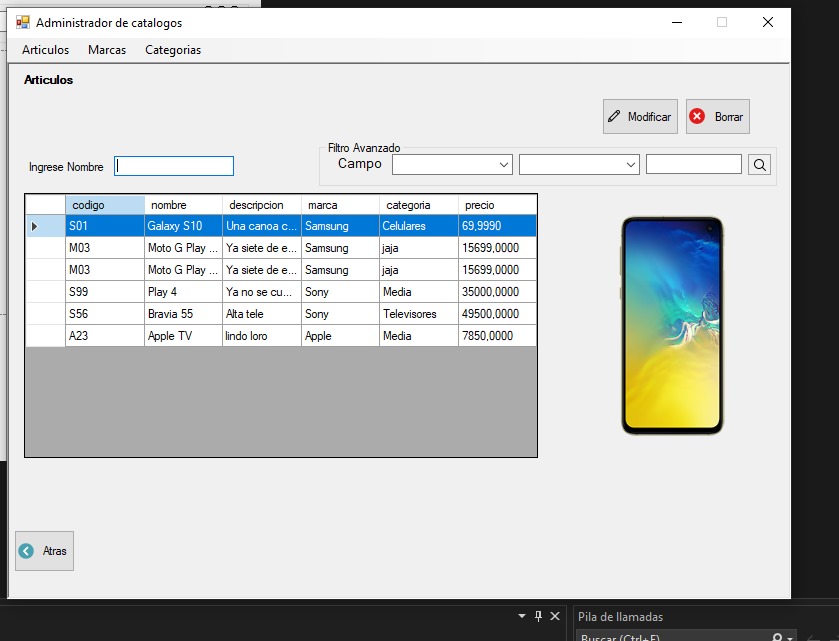 Administrador de catalogos
Articulos Marcas Categorias
Articulos
Modificar Borrar
Filtro Avanzado
Ingrese Nombre Campo
codigo nombre descripcion marca categoria precio
S01 Galaxy S10 Una canoa c... Samsung Celulares 69,9990
M03 Moto G Play ... Ya siete de e... Samsung jaja 15699,0000
M03 Moto G Play ... Ya siete de e... Samsung jaja 15699,0000
S99 Play 4 Ya no se cu... Sony Media 35000,0000
S56 Bravia 55 Alta tele Sony Televisores 49500,0000
A23 Apple TV lindo loro Apple Media 7850,0000
Atras
Pila de llamadas
Buscar (Ctrl+E)